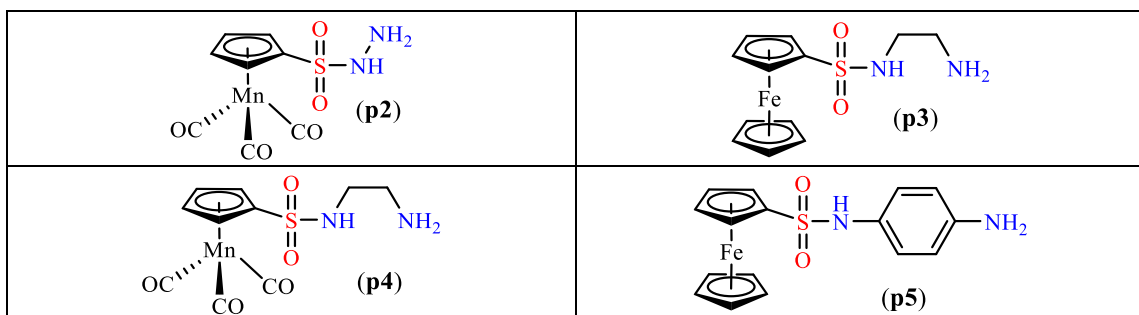 O
NH₂
S
NH
O
Mn
OC
CO
CO
(p2)
O
S
NH
NH₂
O
Fe
(p3)
O
S
NH
NH₂
O
Mn
OC
CO
CO
(p4)
O
H
N
S
NH₂
O
Fe
(p5)